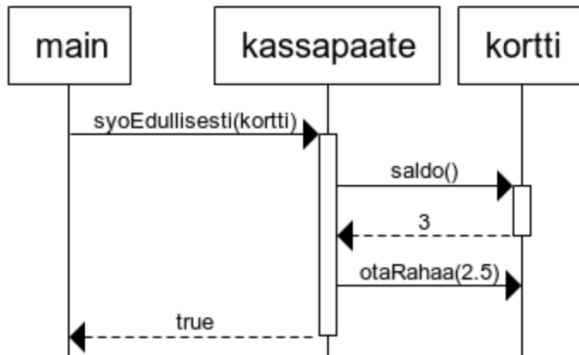 main
kassapaate
kortti
syoEdullisesti(kortti)
saldo()
3
otaRahaa(2.5)
true